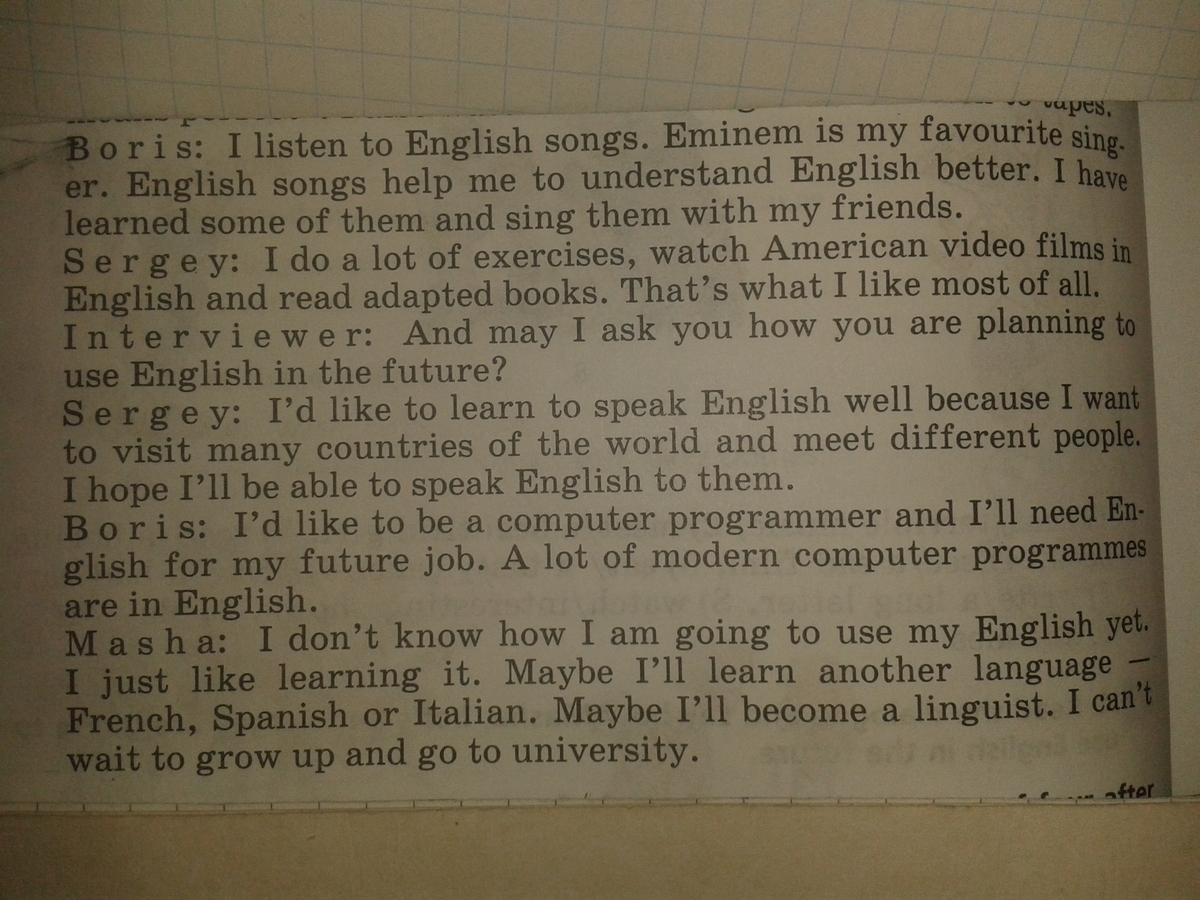 to tapes.
Boris: I listen to English songs. Eminem is my favourite sing-
er. English songs help me to understand English better. I have
learned some of them and sing them with my friends.
Sergey: I do a lot of exercises, watch American video films in
English and read adapted books. That's what I like most of all.
Interviewer: And may I ask you how you are planning to
use English in the future?
Sergey: I'd like to learn to speak English well because I want
to visit many countries of the world and meet different people.
I hope I'll be able to speak English to them.
Boris: I'd like to be a computer programmer and I'll need En-
glish for my future job. A lot of modern computer programmes
are in English.
Masha: I don't know how I am going to use my English yet.
I just like learning it. Maybe I'll learn another language –
French, Spanish or Italian. Maybe I'll become a linguist. I can't
wait to grow up and go to university.
after